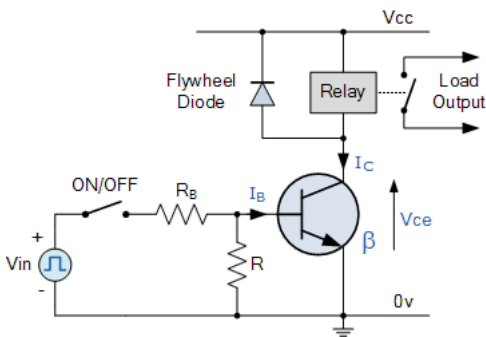 Vcc
Flywheel
Diode
Relay
Load
Output
I_C
ON/OFF
R_B
I_B
+
Vin
-
R
β
Vce
0v